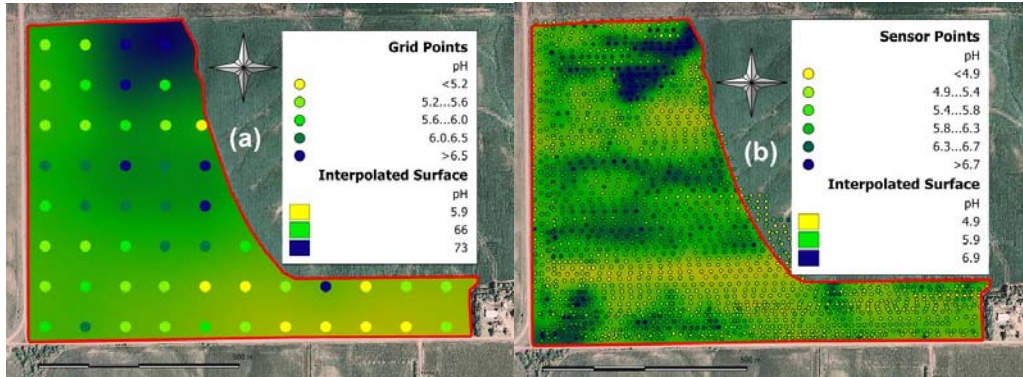 Grid Points
pH
<5.2
5.2...5.6
5.6...6.0
6.0.6.5
>6.5
Interpolated Surface
pH
5.9
66
73
(a)
500 m
Sensor Points
pH
<4.9
4.9...5.4
5.4...5.8
5.8...6.3
6.3...6.7
>6.7
Interpolated Surface
pH
4.9
5.9
6.9
(b)
500 m